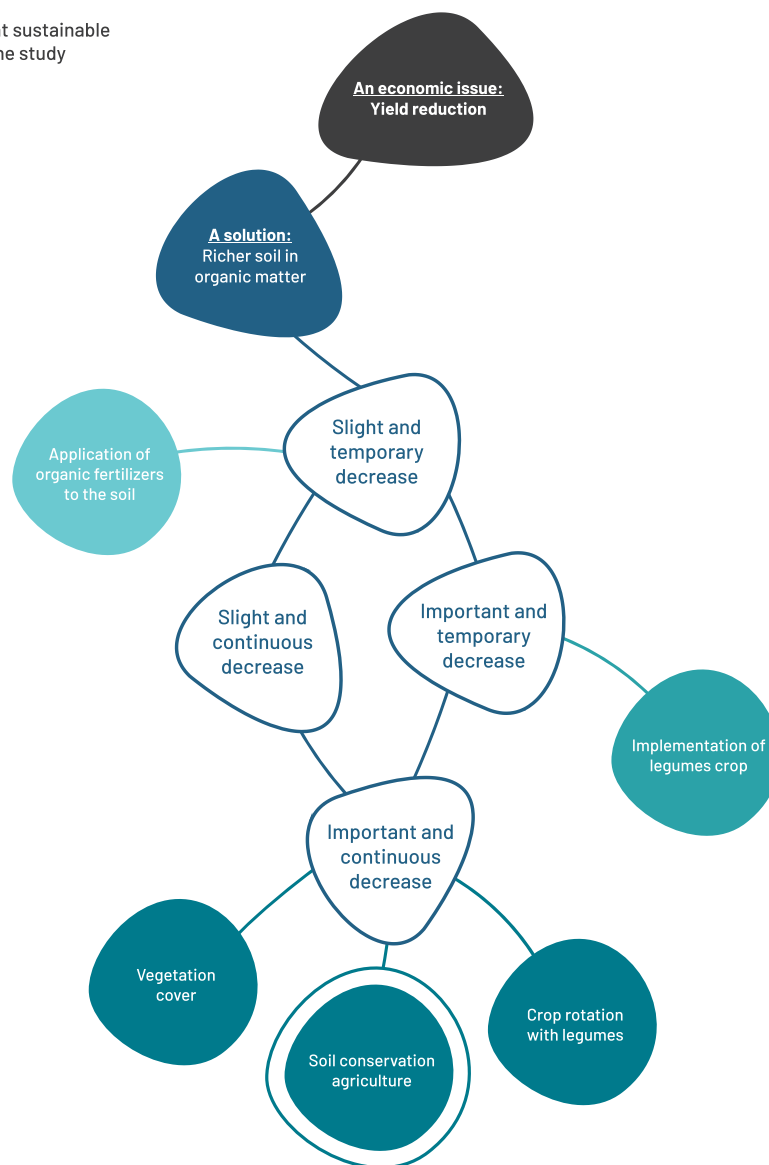 t sustainable
e study
An economic issue:
Yield reduction
A solution:
Richer soil in
organic matter
Slight and
temporary
decrease
Application of
organic fertilizers
to the soil
Slight and
continuous
decrease
Important and
temporary
decrease
Implementation of
legumes crop
Important and
continuous
decrease
Vegetation
cover
Crop rotation
with legumes
Soil conservation
agriculture